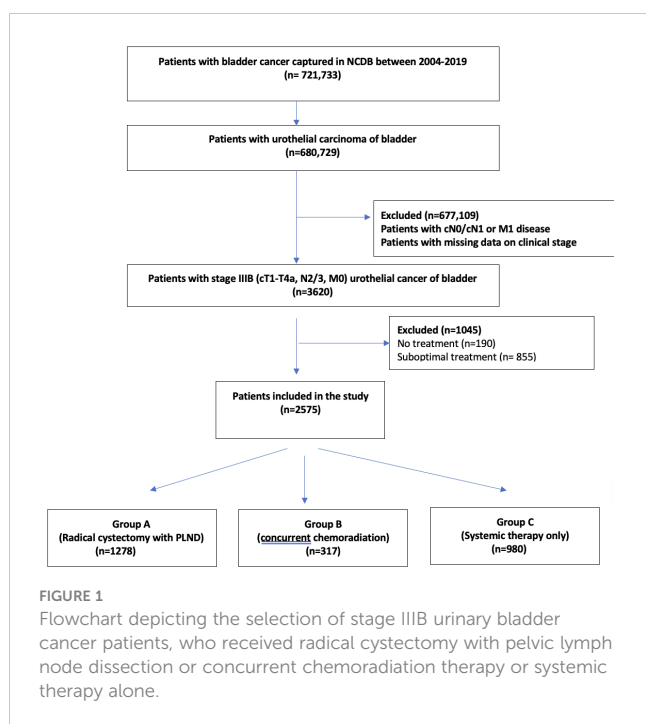 Patients with bladder cancer captured in NCDB between 2004-2019
(n= 721,733)
Patients with urothelial carcinoma of bladder
(n=680,729)
Excluded (n=677,109)
Patients with cN0/cN1 or M1 disease
Patients with missing data on clinical stage
Patients with stage IIIB (cT1-T4a, N2/3, M0) urothelial cancer of bladder
(n=3620)
Excluded (n=1045)
No treatment (n=190)
Suboptimal treatment (n= 855)
Patients included in the study
(n=2575)
Group A
(Radical cystectomy with PLND)
(n=1278)
Group B
(concurrent chemoradiation)
(n=317)
Group C
(Systemic therapy only)
(n=980)
FIGURE 1
Flowchart depicting the selection of stage IIIB urinary bladder
cancer patients, who received radical cystectomy with pelvic lymph
node dissection or concurrent chemoradiation therapy or systemic
therapy alone.